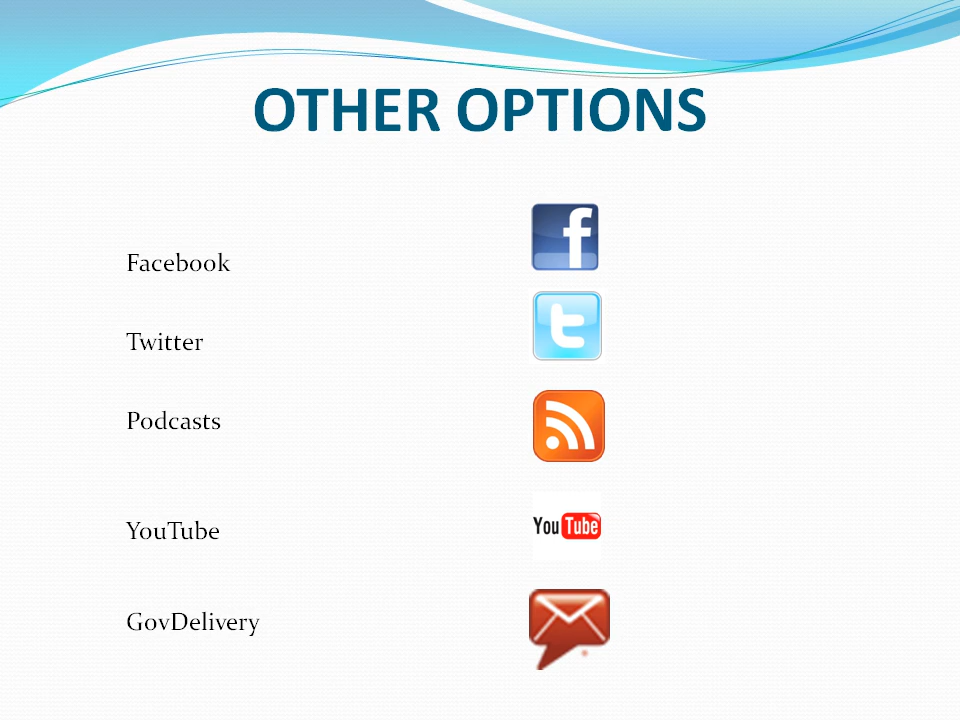 OTHER OPTIONS
Facebook
f
Twitter
t
Podcasts
YouTube
You Tube
GovDelivery